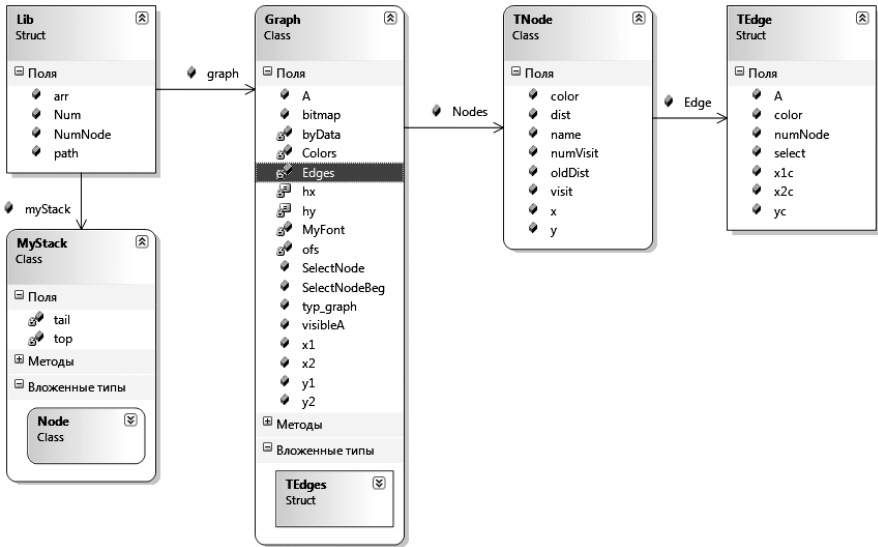 Lib
Struct
Поля
arr
Num
NumNode
path
graph
myStack
MyStack
Class
Поля
tail
top
Методы
Вложенные типы
Node
Class
Graph
Class
Поля
A
bitmap
byData
Colors
Edges
hx
hy
MyFont
ofs
SelectNode
SelectNodeBeg
typ_graph
visibleA
x1
x2
y1
y2
Методы
Вложенные типы
TEdges
Struct
Nodes
TNode
Class
Поля
color
dist
name
numVisit
oldDist
visit
x
y
Edge
TEdge
Struct
Поля
A
color
numNode
select
x1c
x2c
yc